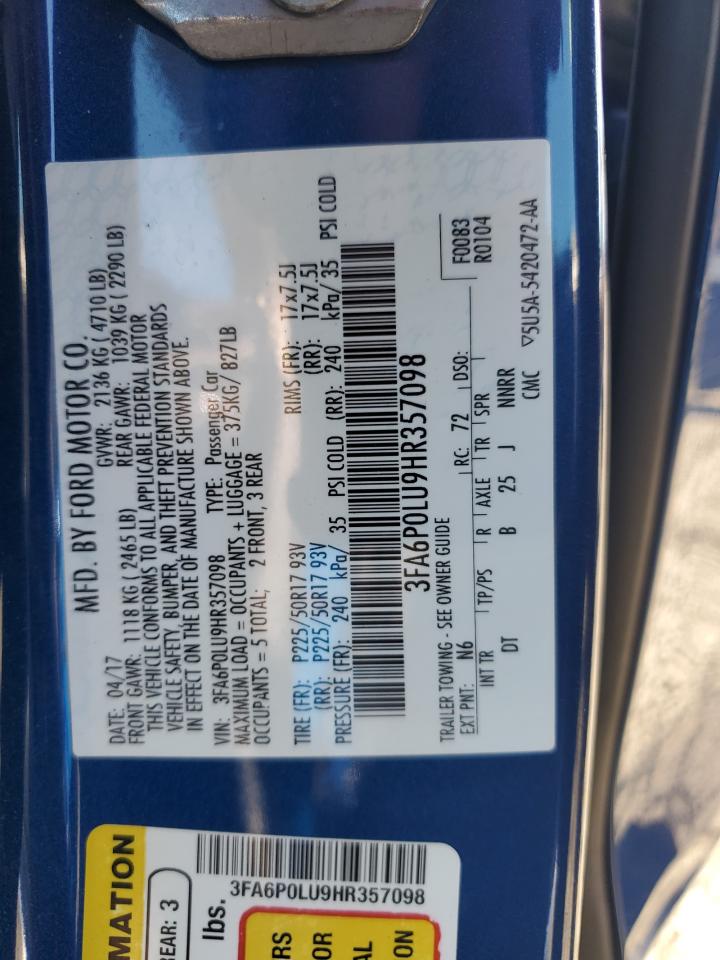 MFD. BY FORD MOTOR CO.
DATE: 04/17 GVWR: 2136 KG ( 4710 LB)
FRONT GAWR: 1118 KG ( 2465 LB) REAR GAWR: 1039 KG ( 2290 LB)
THIS VEHICLE CONFORMS TO ALL APPLICABLE FEDERAL MOTOR
VEHICLE SAFETY, BUMPER, AND THEFT PREVENTION STANDARDS
IN EFFECT ON THE DATE OF MANUFACTURE SHOWN ABOVE.
VIN: 3FA6P0LU9HR357098 TYPE: Passenger Car
MAXIMUM LOAD = OCCUPANTS + LUGGAGE = 375KG/ 827LB
OCCUPANTS = 5 TOTAL; 2 FRONT, 3 REAR
TIRE (FR): P225/50R17 93V RIMS (FR): 17x7.5J
(RR): P225/50R17 93V (RR): 17x7.5J
PRESSURE (FR): 240 kPa/ 35 PSI COLD (RR): 240 kPa/ 35 PSI COLD
3FA6P0LU9HR357098
TRAILER TOWING - SEE OWNER GUIDE F0083
EXT PNT: N6 RC: 72 DSO: R0104
INT TR TP/PS R AXLE TR SPR
DT B 25 J NNRR
CMC ▽5U5A-5420472-AA
MATION
REAR: 3
lbs.
3FA6P0LU9HR357098
RS
OR
AL
ON